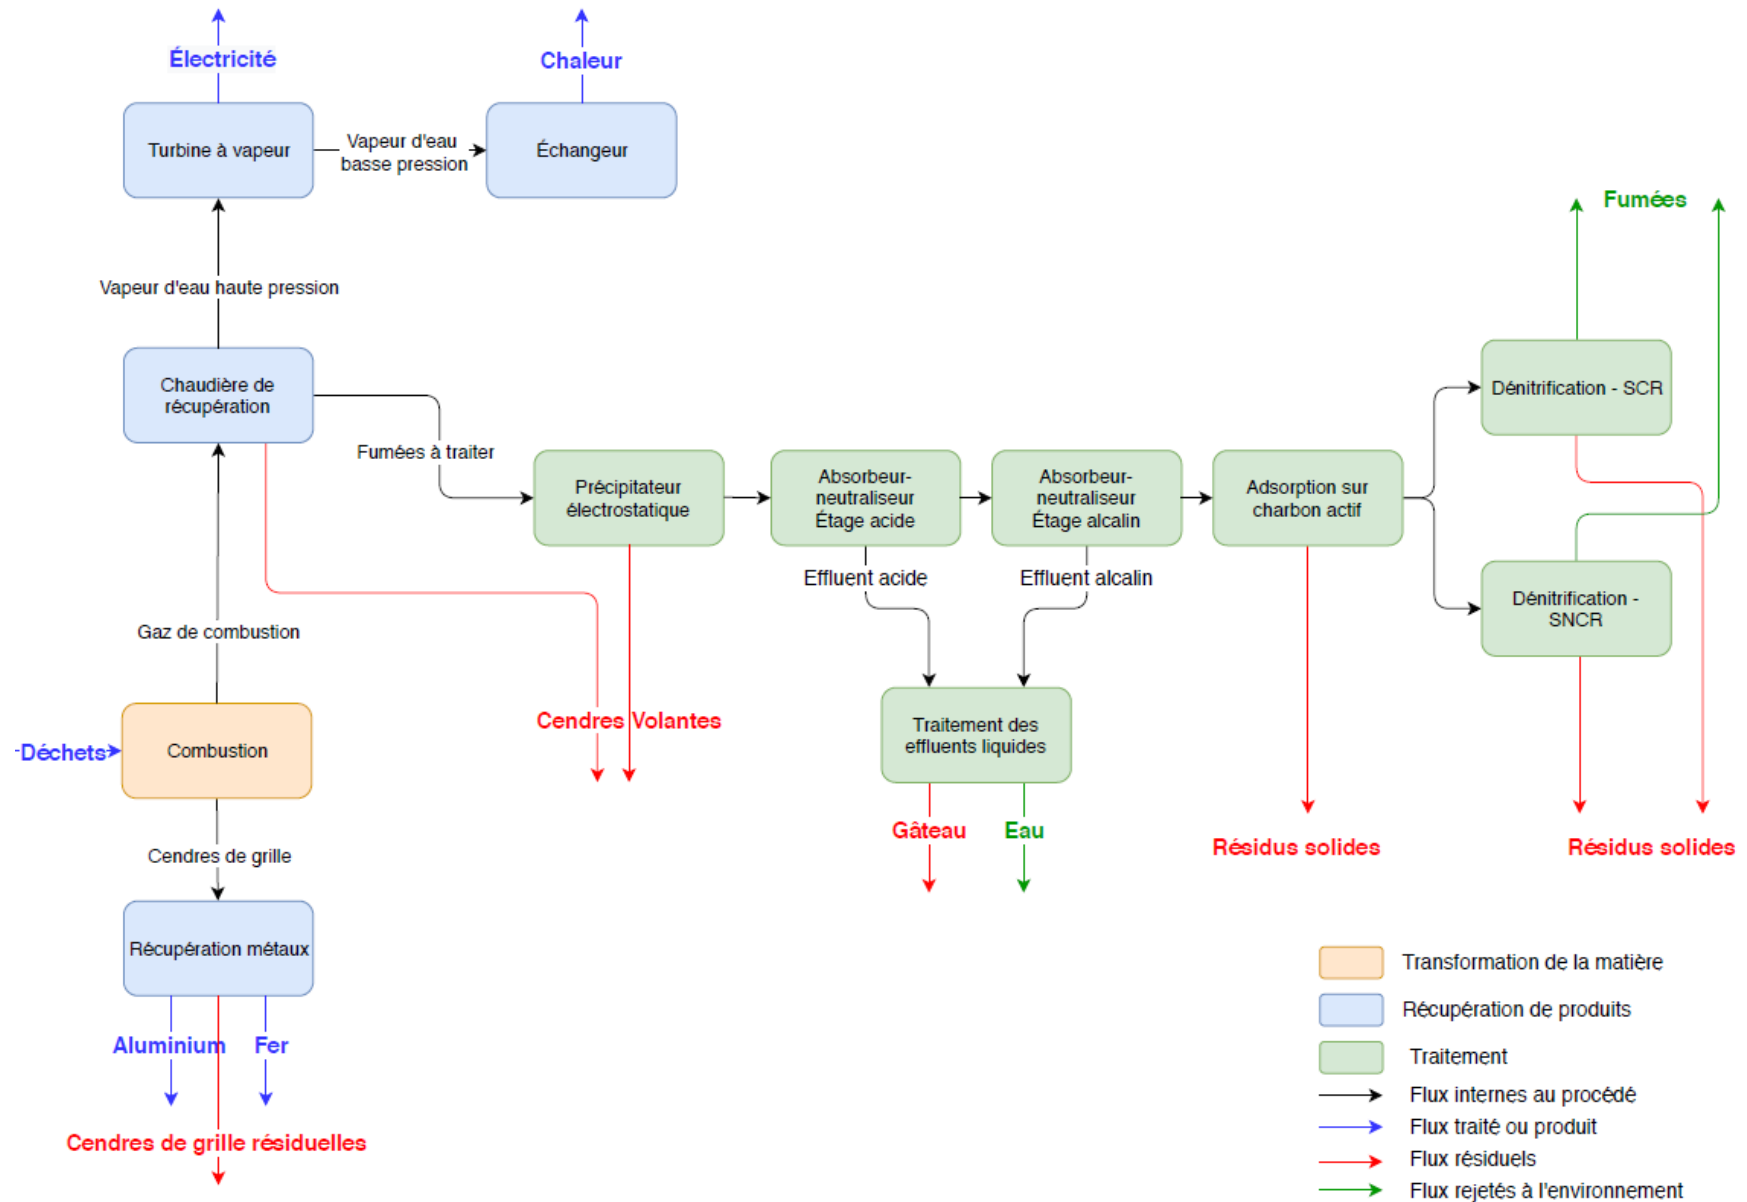 Électricité
Chaleur
Turbine à vapeur
Vapeur d'eau
basse pression
Échangeur
Fumées
Vapeur d'eau haute pression
Chaudière de
récupération
Dénitrification - SCR
Fumées à traiter
Précipitateur
électrostatique
Absorbeur-
neutraliseur
Étage acide
Absorbeur-
neutraliseur
Étage alcalin
Adsorption sur
charbon actif
Effluent acide
Effluent alcalin
Dénitrification -
SNCR
Gaz de combustion
Cendres Volantes
Traitement des
effluents liquides
-Déchets
Combustion
Gâteau
Eau
Résidus solides
Résidus solides
Cendres de grille
Récupération métaux
Aluminium
Fer
Cendres de grille résiduelles
Transformation de la matière
Récupération de produits
Traitement
Flux internes au procédé
Flux traité ou produit
Flux résiduels
Flux rejetés à l'environnement